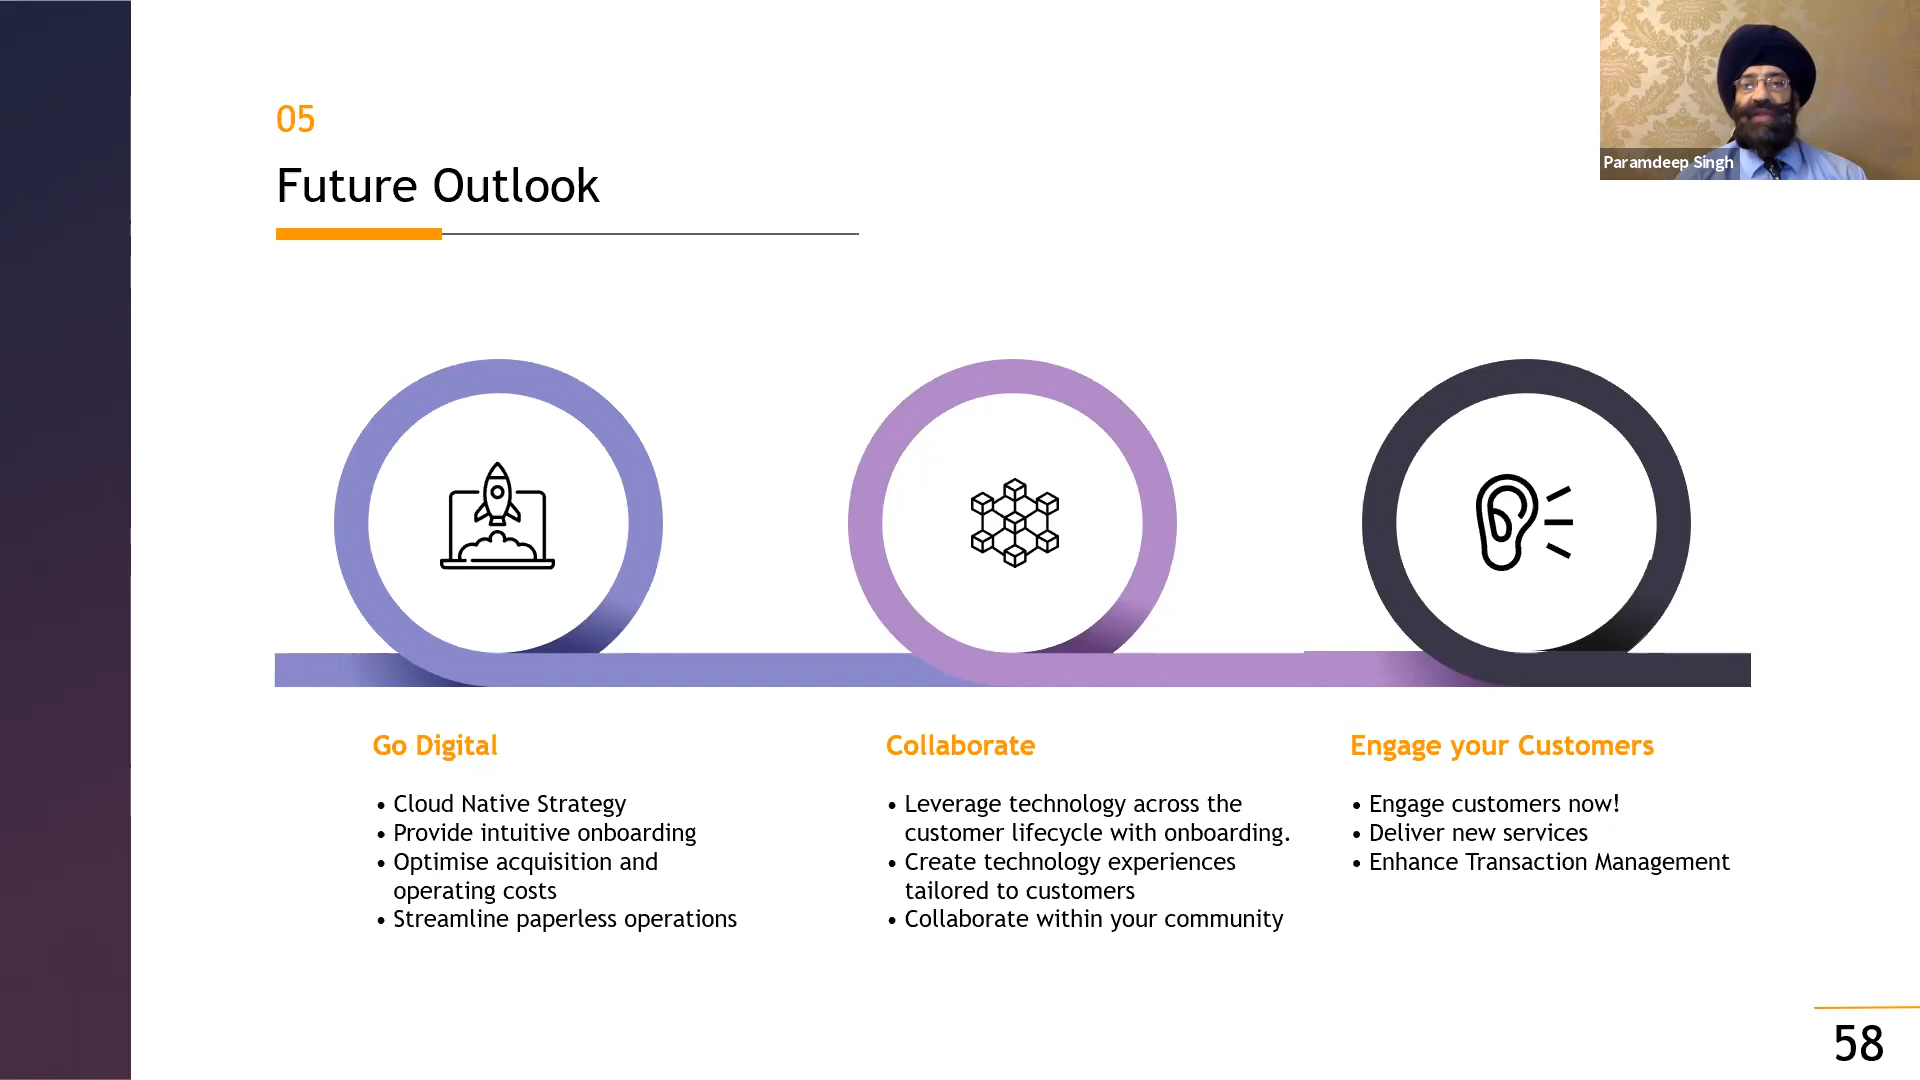 05
Future Outlook
Paramdeep Singh
Go Digital
• Cloud Native Strategy
• Provide intuitive onboarding
• Optimise acquisition and
operating costs
• Streamline paperless operations
Collaborate
• Leverage technology across the
customer lifecycle with onboarding.
• Create technology experiences
tailored to customers
• Collaborate within your community
Engage your Customers
• Engage customers now!
• Deliver new services
• Enhance Transaction Management
58